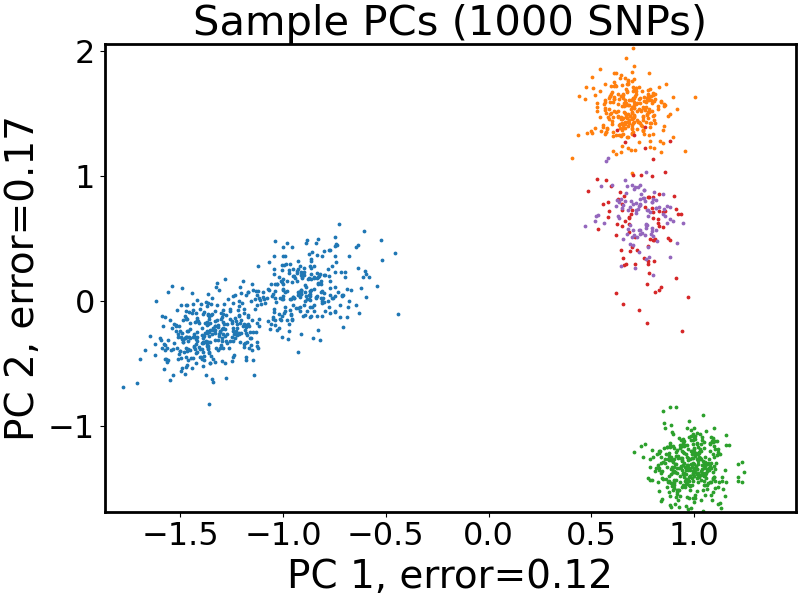 Sample PCs (1000 SNPs)
2
1
0
−1
PC 2, error=0.17
−1.5 −1.0 −0.5 0.0 0.5 1.0
PC 1, error=0.12